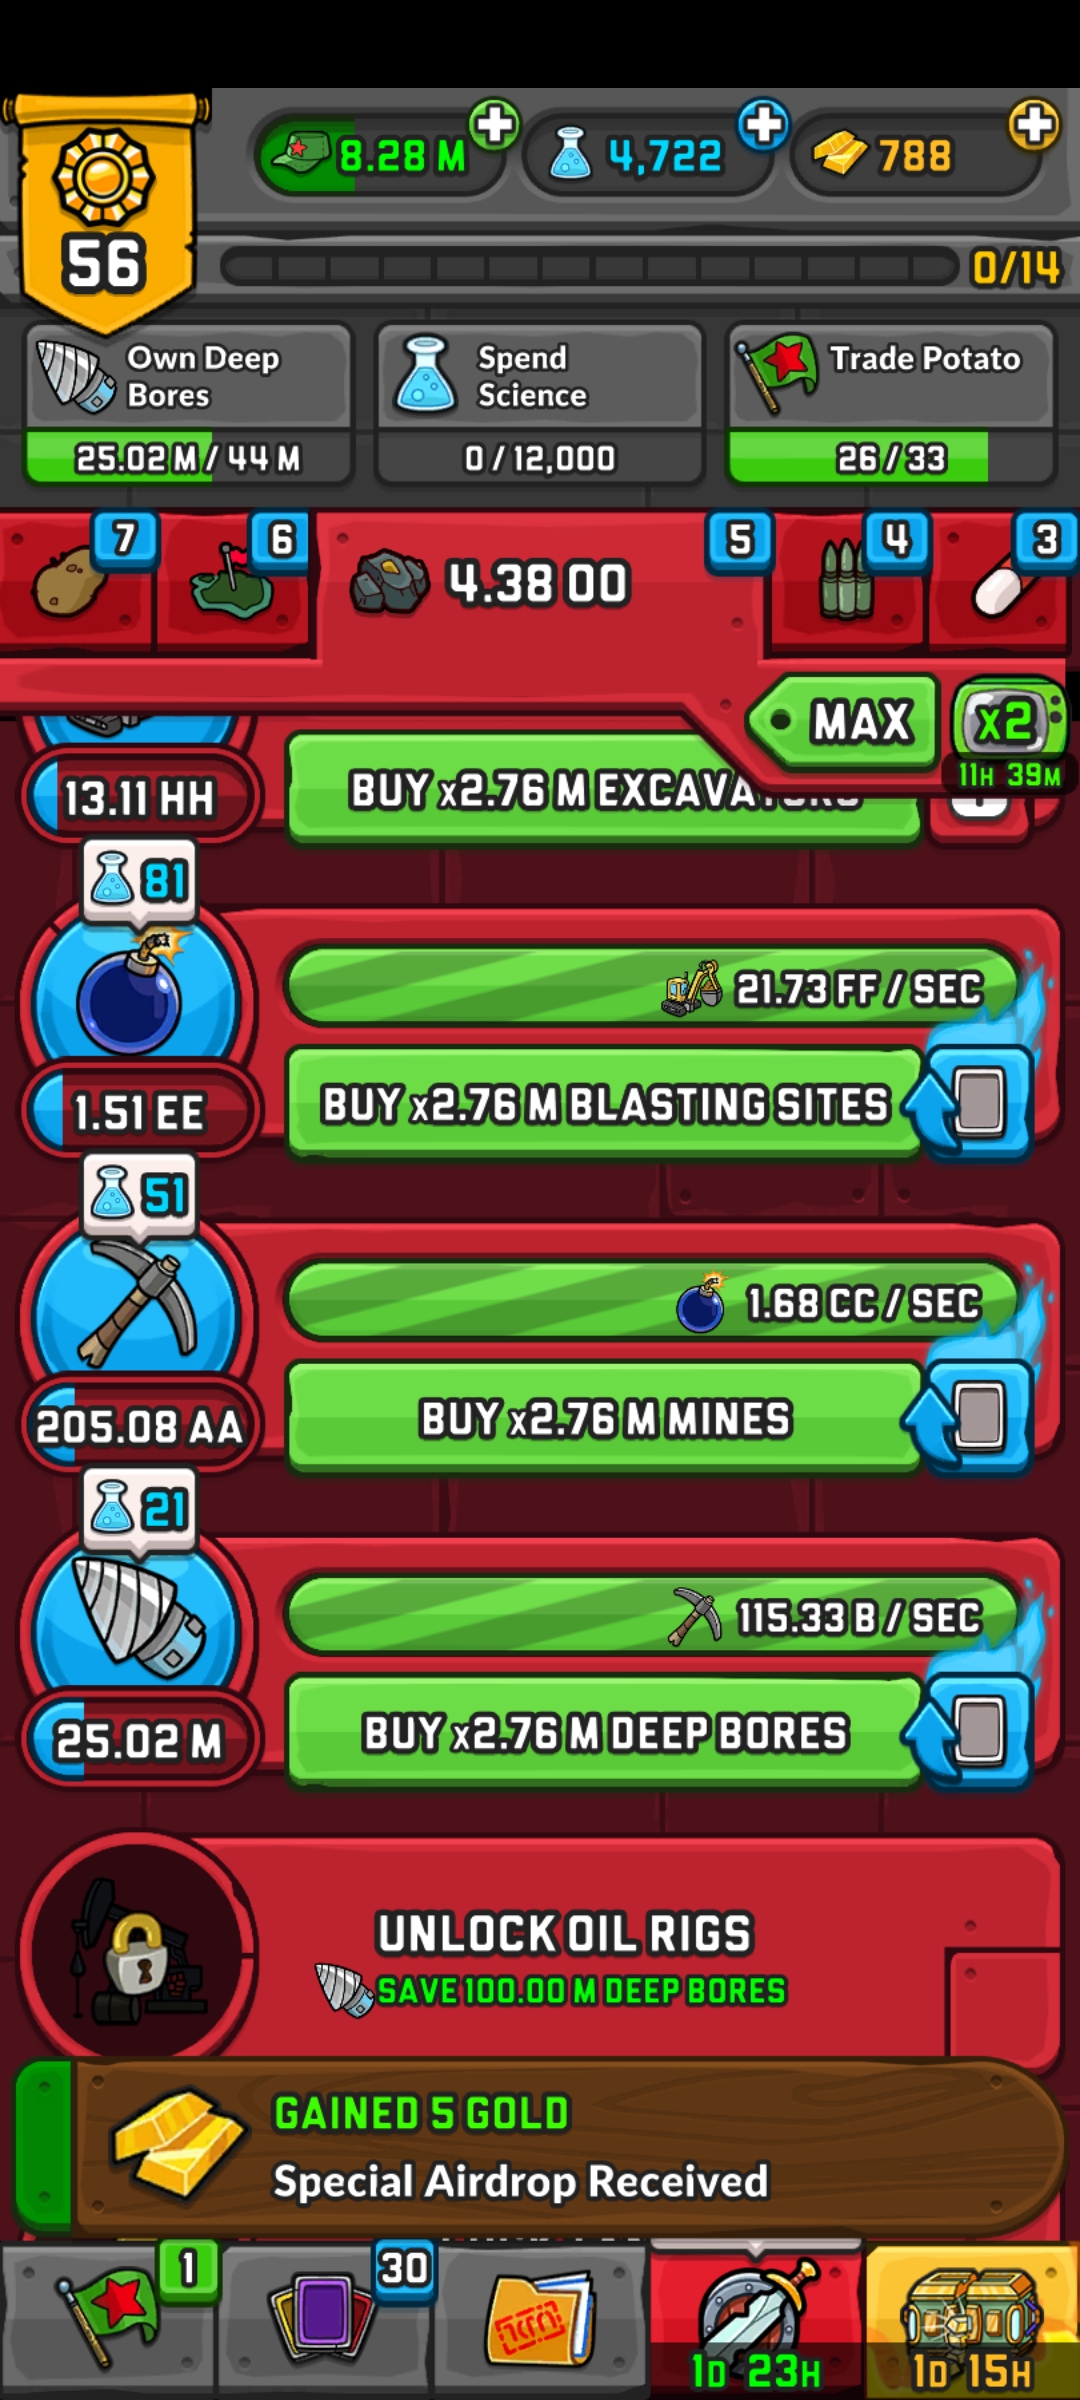 8.28 M
4,722
788
56
0/14
Own Deep
Bores
25.02 M / 44 M
Spend
Science
0 / 12,000
Trade Potato
26 / 33
7
6
4.38 OO
5
4
3
MAX
x2
11H 39M
13.11 HH
BUY x2.76 M EXCAVATORS
81
21.73 FF / SEC
1.51 EE
BUY x2.76 M BLASTING SITES
51
1.68 CC / SEC
205.08 AA
BUY x2.76 M MINES
21
115.33 B / SEC
25.02 M
BUY x2.76 M DEEP BORES
UNLOCK OIL RIGS
SAVE 100.00 M DEEP BORES
GAINED 5 GOLD
Special Airdrop Received
1
30
1D 23H
1D 15H